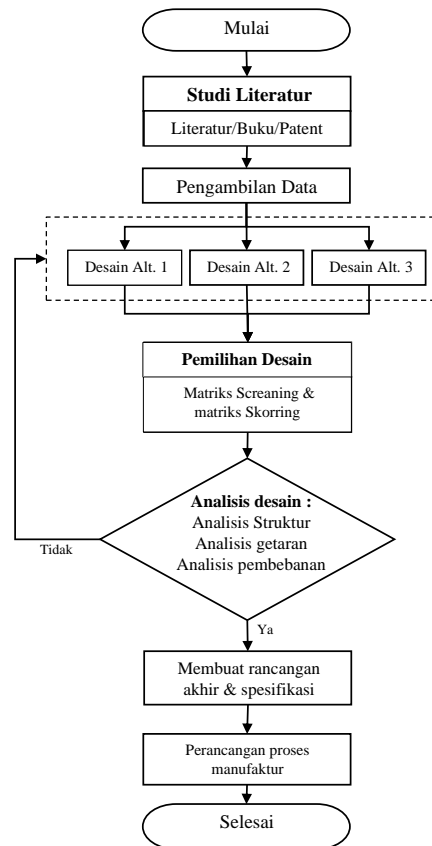 Mulai
Studi Literatur
Literatur/Buku/Patent
Pengambilan Data
Desain Alt. 1
Desain Alt. 2
Desain Alt. 3
Pemilihan Desain
Matriks Screaning &
matriks Skorring
Analisis desain :
Analisis Struktur
Analisis getaran
Analisis pembebanan
Tidak
Ya
Membuat rancangan
akhir & spesifikasi
Perancangan proses
manufaktur
Selesai